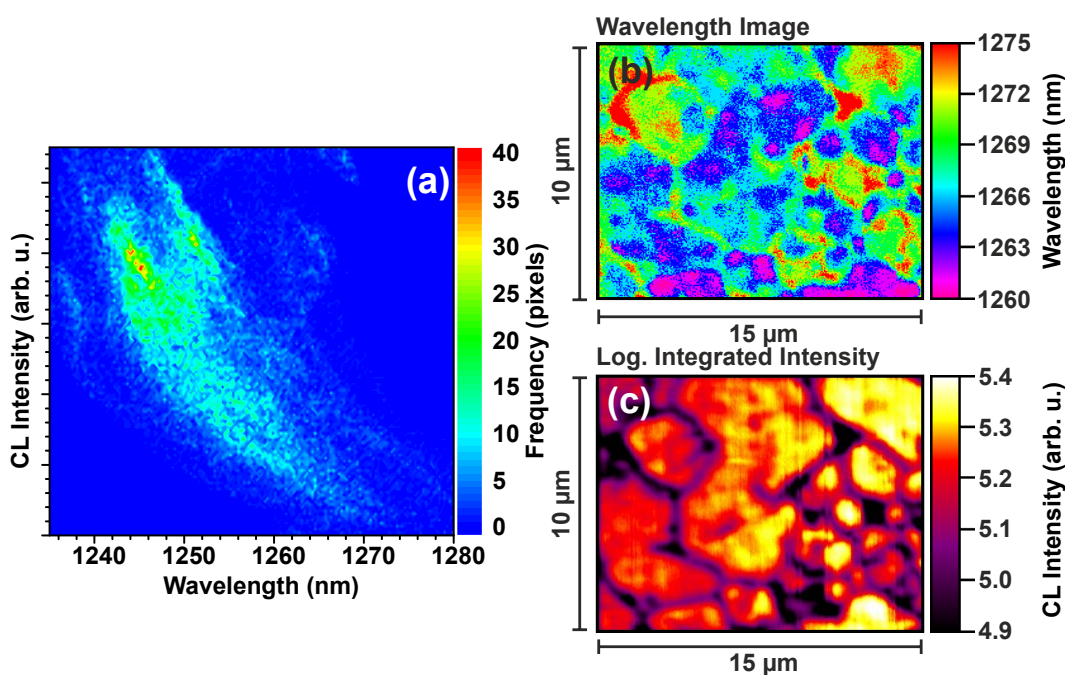 (a)
CL Intensity (arb. u.)
1240 1250 1260 1270 1280
Wavelength (nm)
40
35
30
25
20
15
10
5
0
Frequency (pixels)
Wavelength Image
(b)
10 µm
15 µm
1275
1272
1269
1266
1263
1260
Wavelength (nm)
Log. Integrated Intensity
(c)
10 µm
15 µm
5.4
5.3
5.2
5.1
5.0
4.9
CL Intensity (arb. u.)